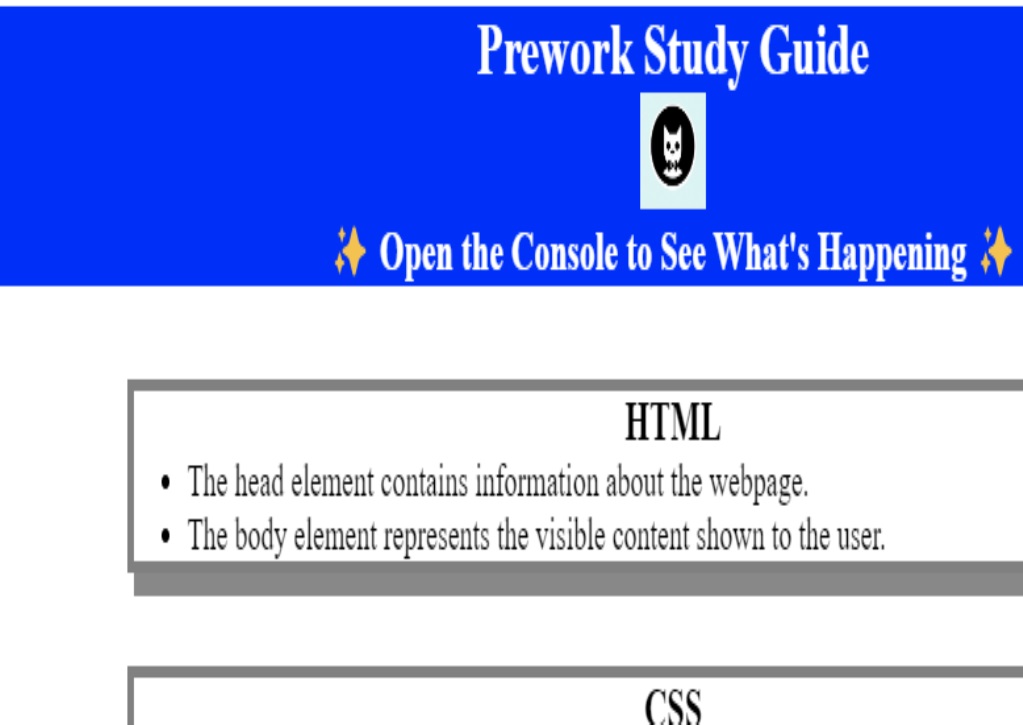 Prework Study Guide
✨ Open the Console to See What's Happening ✨
HTML
• The head element contains information about the webpage.
• The body element represents the visible content shown to the user.
CSS